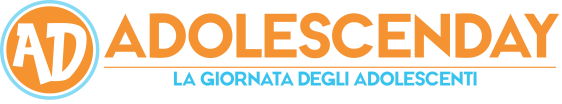 AD
ADOLESCENDAY
LA GIORNATA DEGLI ADOLESCENTI